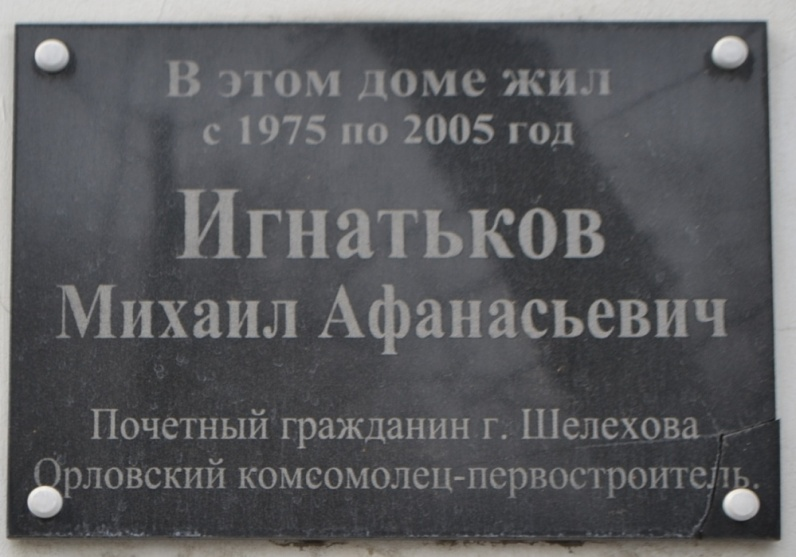 В этом доме жил
с 1975 по 2005 год
Игнатьков
Михаил Афанасьевич
Почетный гражданин г. Шелехова
Орловский комсомолец-первостроитель.